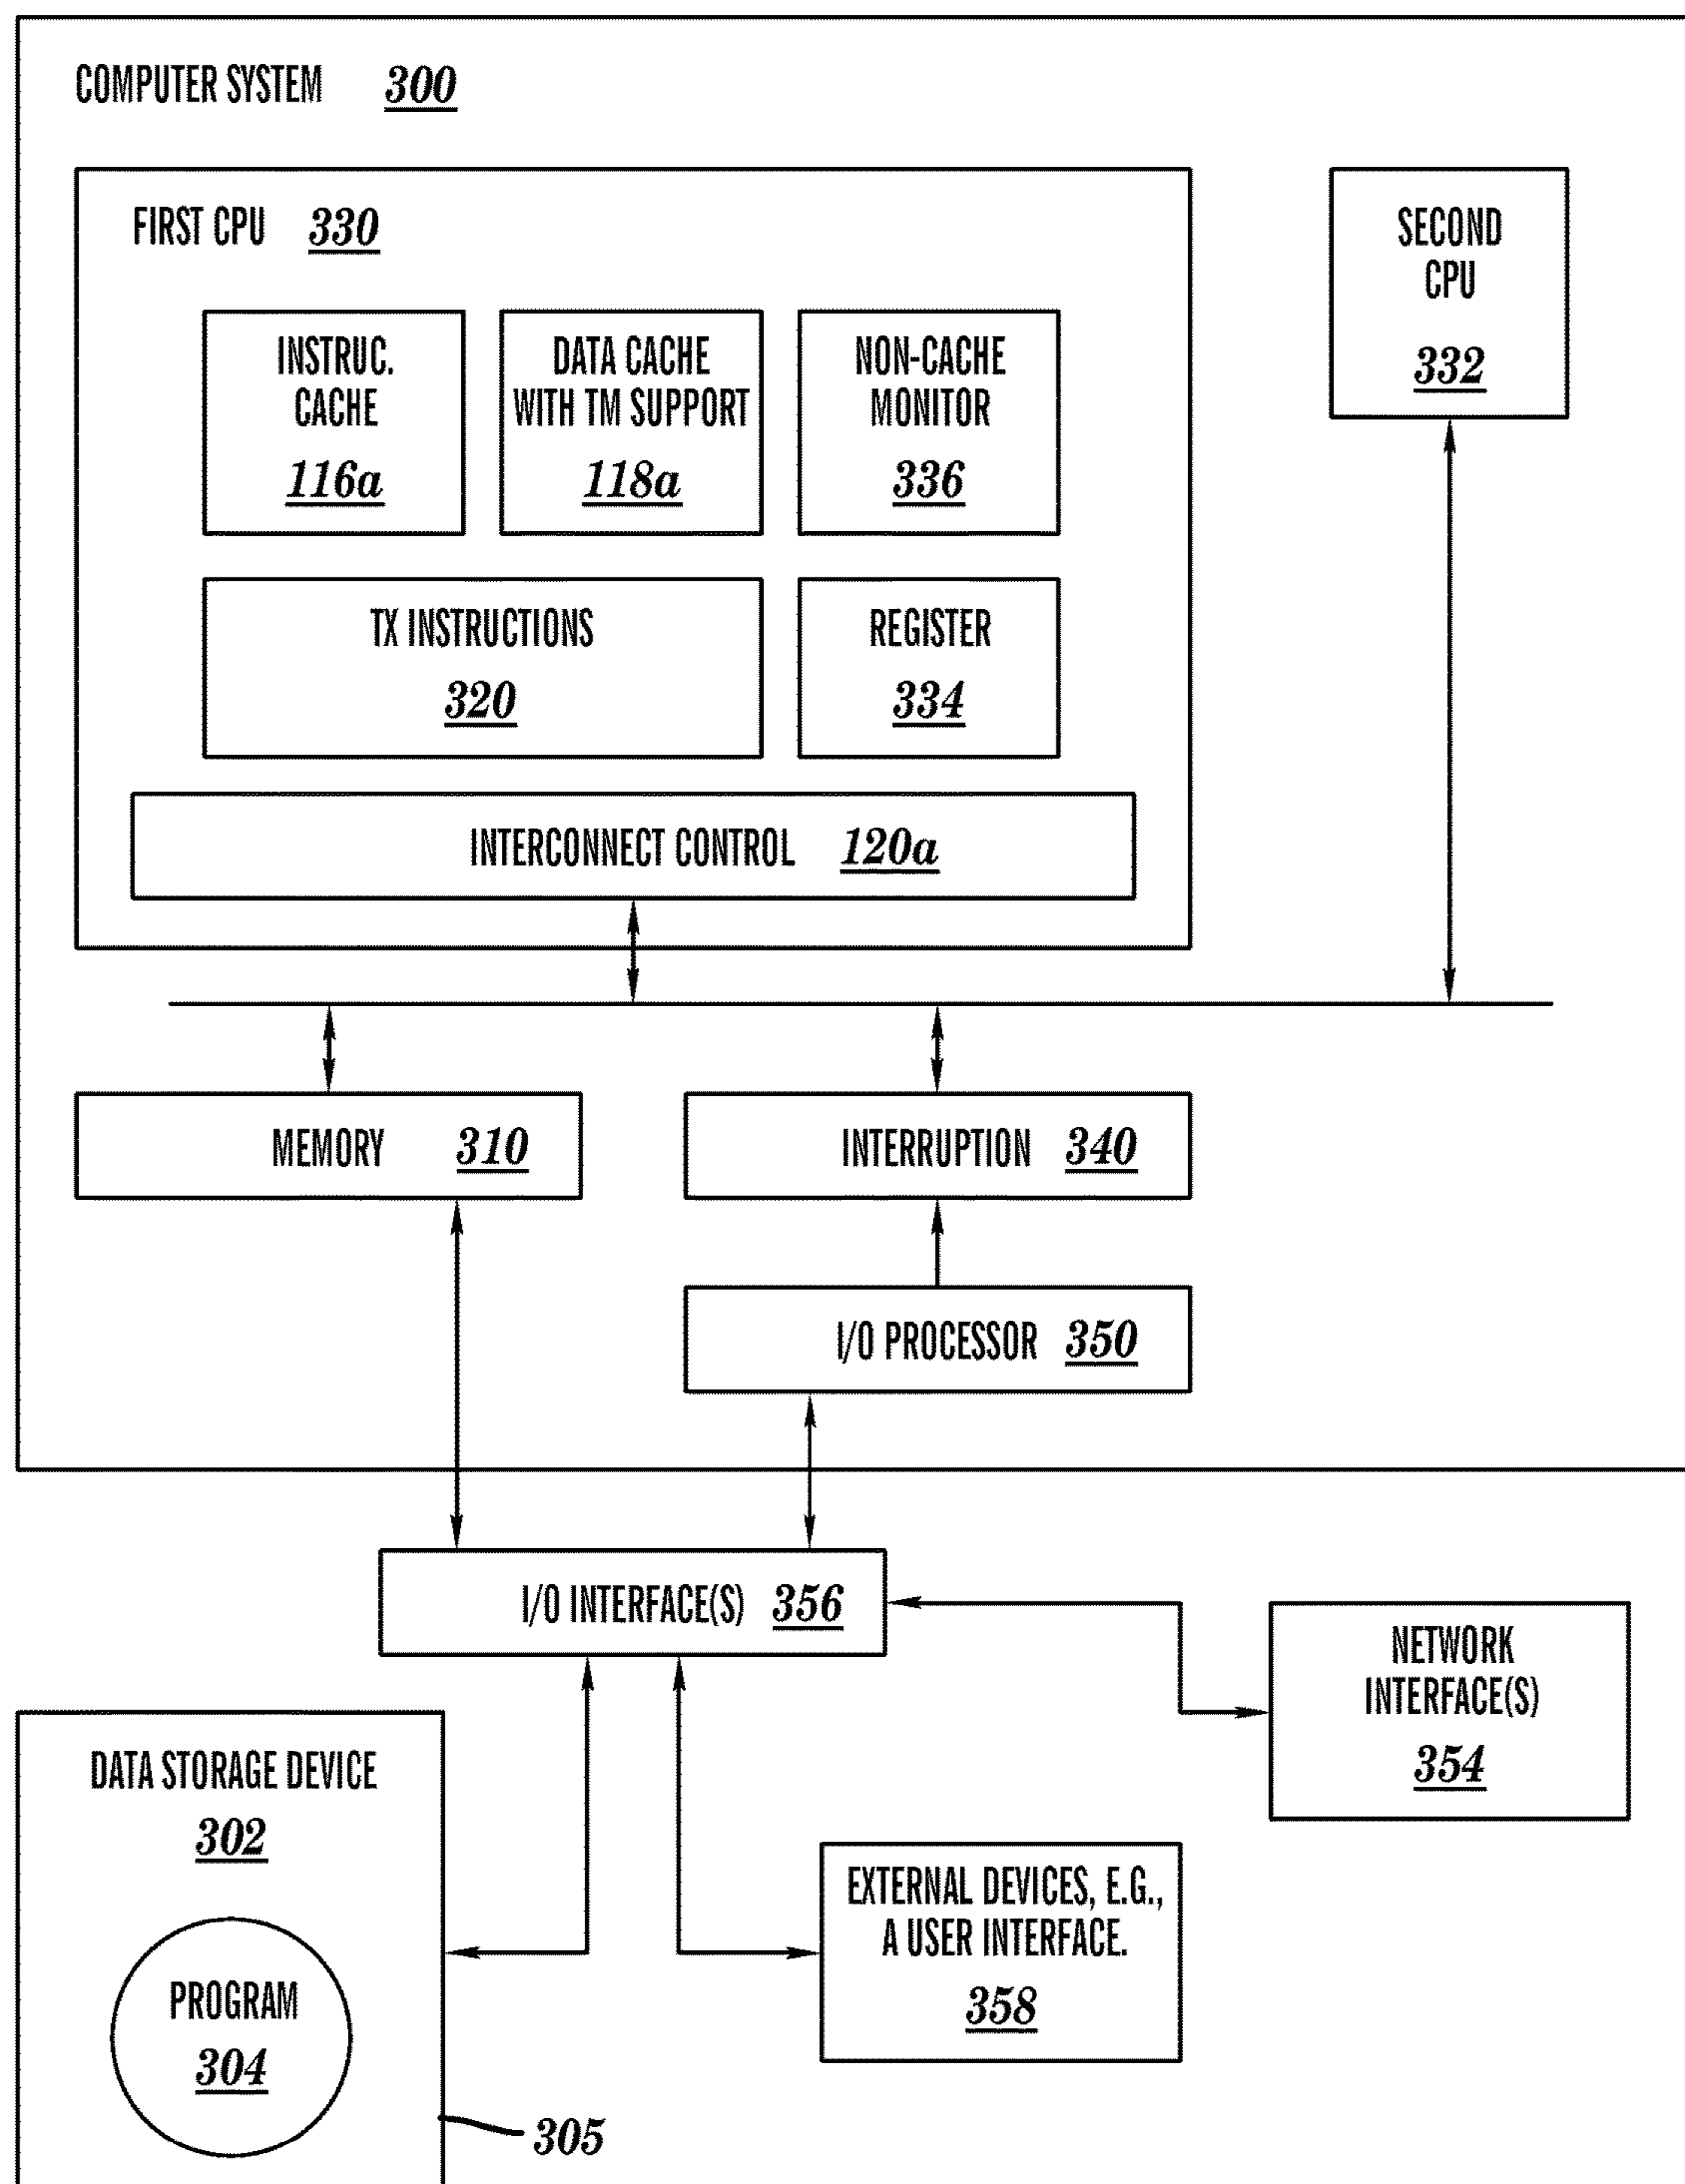 COMPUTER SYSTEM 300
FIRST CPU 330
SECOND
CPU
332
INSTRUC.
CACHE
116a
DATA CACHE
WITH TM SUPPORT
118a
NON-CACHE
MONITOR
336
TX INSTRUCTIONS
320
REGISTER
334
INTERCONNECT CONTROL 120a
MEMORY 310
INTERRUPTION 340
I/O PROCESSOR 350
I/O INTERFACE(S) 356
NETWORK
INTERFACE(S)
354
DATA STORAGE DEVICE
302
PROGRAM
304
EXTERNAL DEVICES, E.G.,
A USER INTERFACE.
358
305